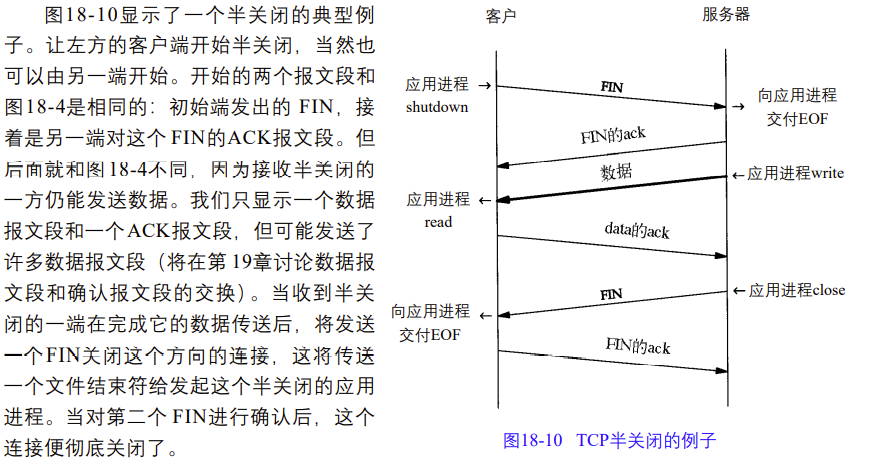 图18-10显示了一个半关闭的典型例
子。让左方的客户端开始半关闭，当然也
可以由另一端开始。开始的两个报文段和
图18-4是相同的：初始端发出的 FIN，接
着是另一端对这个 FIN的ACK报文段。但
后面就和图18-4不同，因为接收半关闭的
一方仍能发送数据。我们只显示一个数据
报文段和一个ACK报文段，但可能发送了
许多数据报文段（将在第 19章讨论数据报
文段和确认报文段的交换）。当收到半关
闭的一端在完成它的数据传送后，将发送
一个FIN关闭这个方向的连接，这将传送
一个文件结束符给发起这个半关闭的应用
进程。当对第二个 FIN进行确认后，这个
连接便彻底关闭了。
客户
服务器
应用进程
shutdown
FIN
向应用进程
交付EOF
FIN的ack
数据
应用进程write
应用进程
read
data的ack
FIN
应用进程close
向应用进程
交付EOF
FIN的ack
图18-10 TCP半关闭的例子